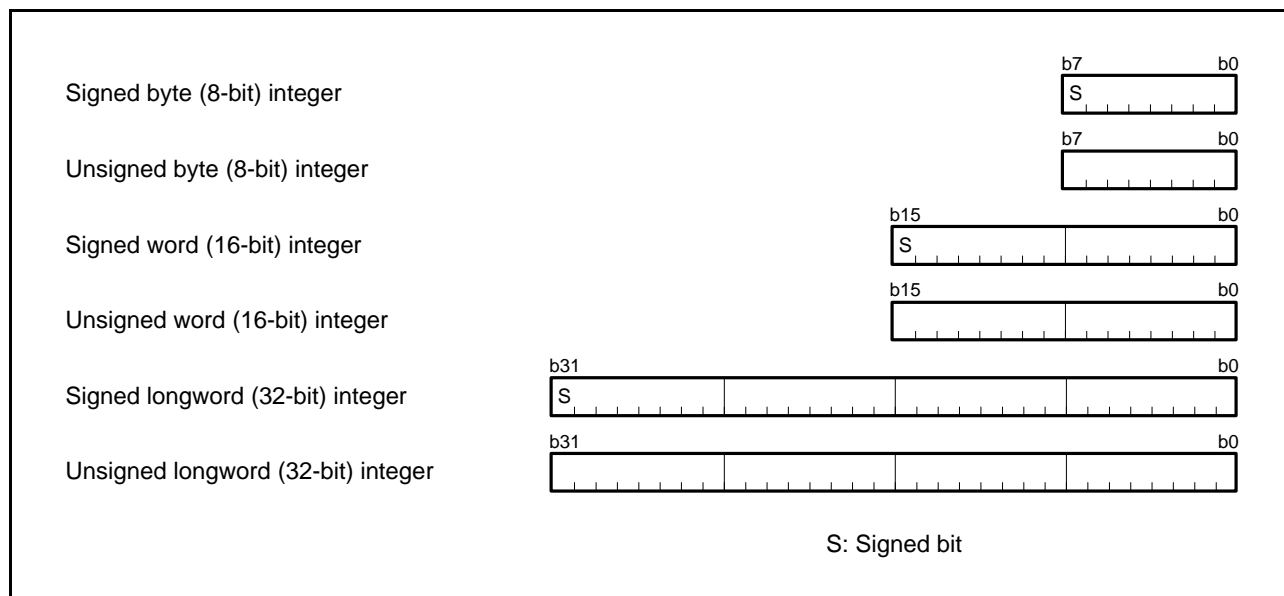 b7 b0
Signed byte (8-bit) integer S
b7 b0
Unsigned byte (8-bit) integer
b15 b0
Signed word (16-bit) integer S
b15 b0
Unsigned word (16-bit) integer
b31 b0
Signed longword (32-bit) integer S
b31 b0
Unsigned longword (32-bit) integer
S: Signed bit